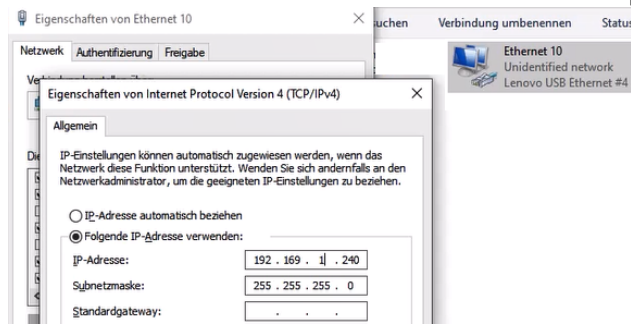 Eigenschaften von Ethernet 10
Netzwerk Authentifizierung Freigabe
Eigenschaften von Internet Protocol Version 4 (TCP/IPv4)
Allgemein
IP-Einstellungen können automatisch zugewiesen werden, wenn das
Netzwerk diese Funktion unterstützt. Wenden Sie sich andernfalls an den
Netzwerkadministrator, um die geeigneten IP-Einstellungen zu beziehen.
IP-Adresse automatisch beziehen
Folgende IP-Adresse verwenden:
IP-Adresse: 192 . 169 . 1 . 240
Subnetzmaske: 255 . 255 . 255 . 0
Standardgateway: . . .
Verbindung umbenennen Status
Ethernet 10
Unidentified network
Lenovo USB Ethernet #4